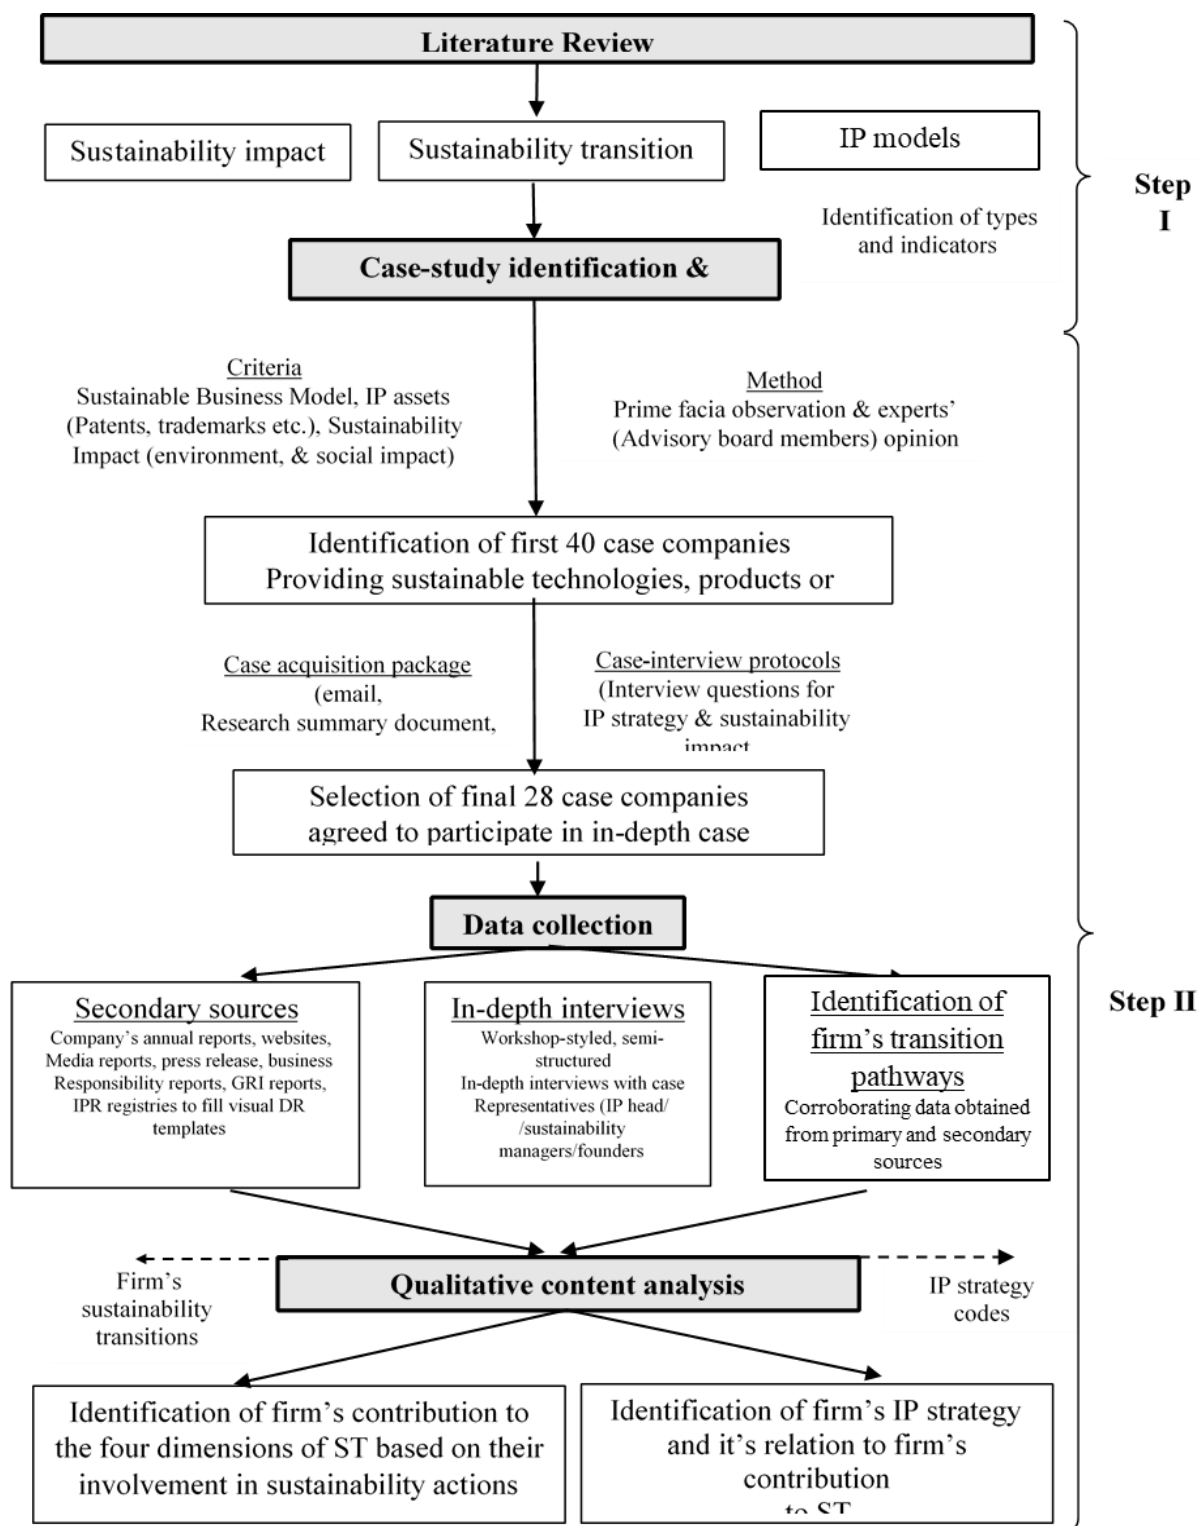 Literature Review
Sustainability impact
Sustainability transition
IP models
Identification of types
and indicators
Step
I
Case-study identification &
Criteria
Sustainable Business Model, IP assets
(Patents, trademarks etc.), Sustainability
Impact (environment, & social impact)
Method
Prime facia observation & experts’
(Advisory board members) opinion
Identification of first 40 case companies
Providing sustainable technologies, products or
Case acquisition package
(email,
Research summary document,
Case-interview protocols
(Interview questions for
IP strategy & sustainability
impact
Selection of final 28 case companies
agreed to participate in in-depth case
Data collection
Secondary sources
Company`s annual reports, websites,
Media reports, press release, business
Responsibility reports, GRI reports,
IPR registries to fill visual DR
templates
In-depth interviews
Workshop-styled, semi-
structured
In-depth interviews with case
Representatives (IP head/
/sustainability
managers/founders
Identification of
firm’s transition
pathways
Corroborating data obtained
from primary and secondary
sources
Step II
Qualitative content analysis
Firm’s
sustainability
transitions
IP strategy
codes
Identification of firm’s contribution to
the four dimensions of ST based on their
involvement in sustainability actions
Identification of firm’s IP strategy
and it’s relation to firm’s
contribution
to ST